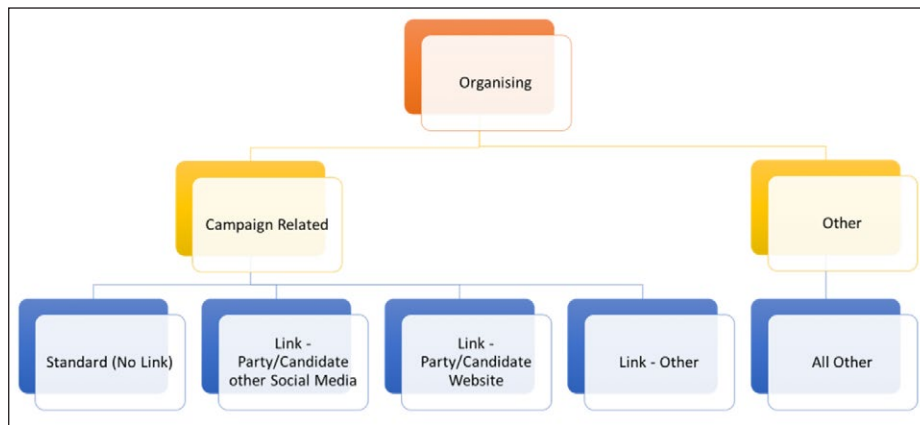 Organising
Campaign Related
Other
Standard (No Link)
Link -
Party/Candidate
other Social Media
Link -
Party/Candidate
Website
Link - Other
All Other